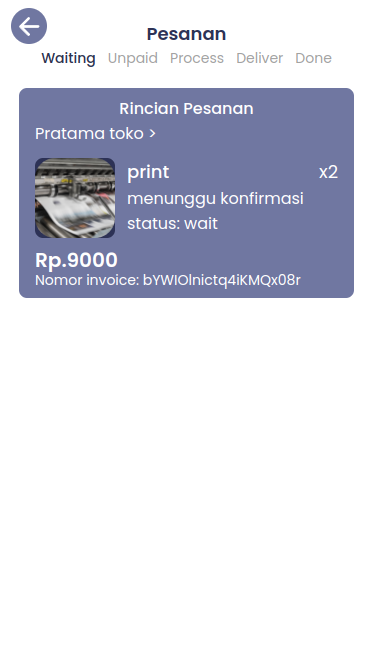 Pesanan
Waiting Unpaid Process Deliver Done
Rincian Pesanan
Pratama toko >
print x2
menunggu konfirmasi
status: wait
Rp.9000
Nomor invoice: bYWIOlnictq4iKMQx08r